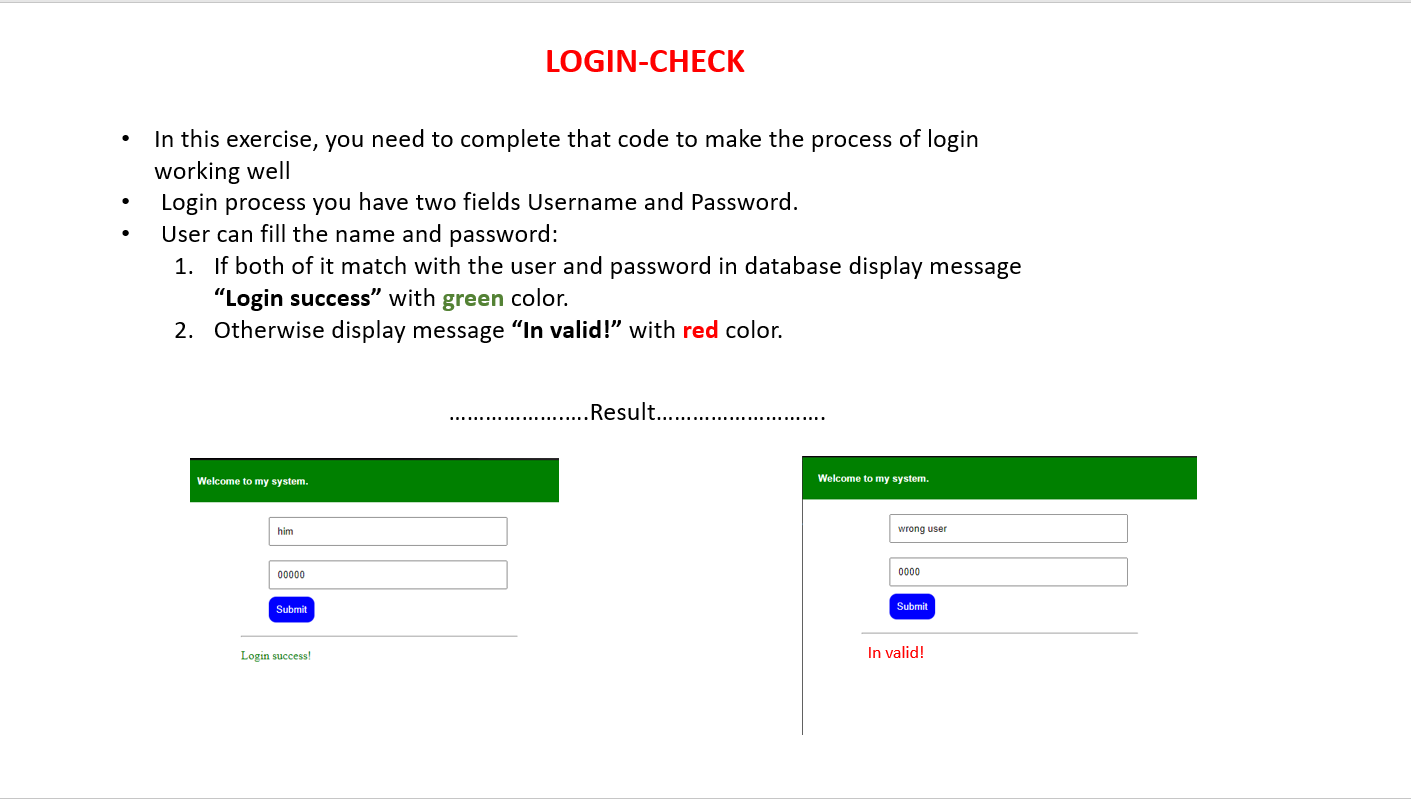 LOGIN-CHECK
• In this exercise, you need to complete that code to make the process of login
working well
• Login process you have two fields Username and Password.
• User can fill the name and password:
1. If both of it match with the user and password in database display message
“Login success” with green color.
2. Otherwise display message “In valid!” with red color.
……………….…..Result……………………….
Welcome to my system.
him
00000
Submit
Login success!
Welcome to my system.
wrong user
0000
Submit
In valid!